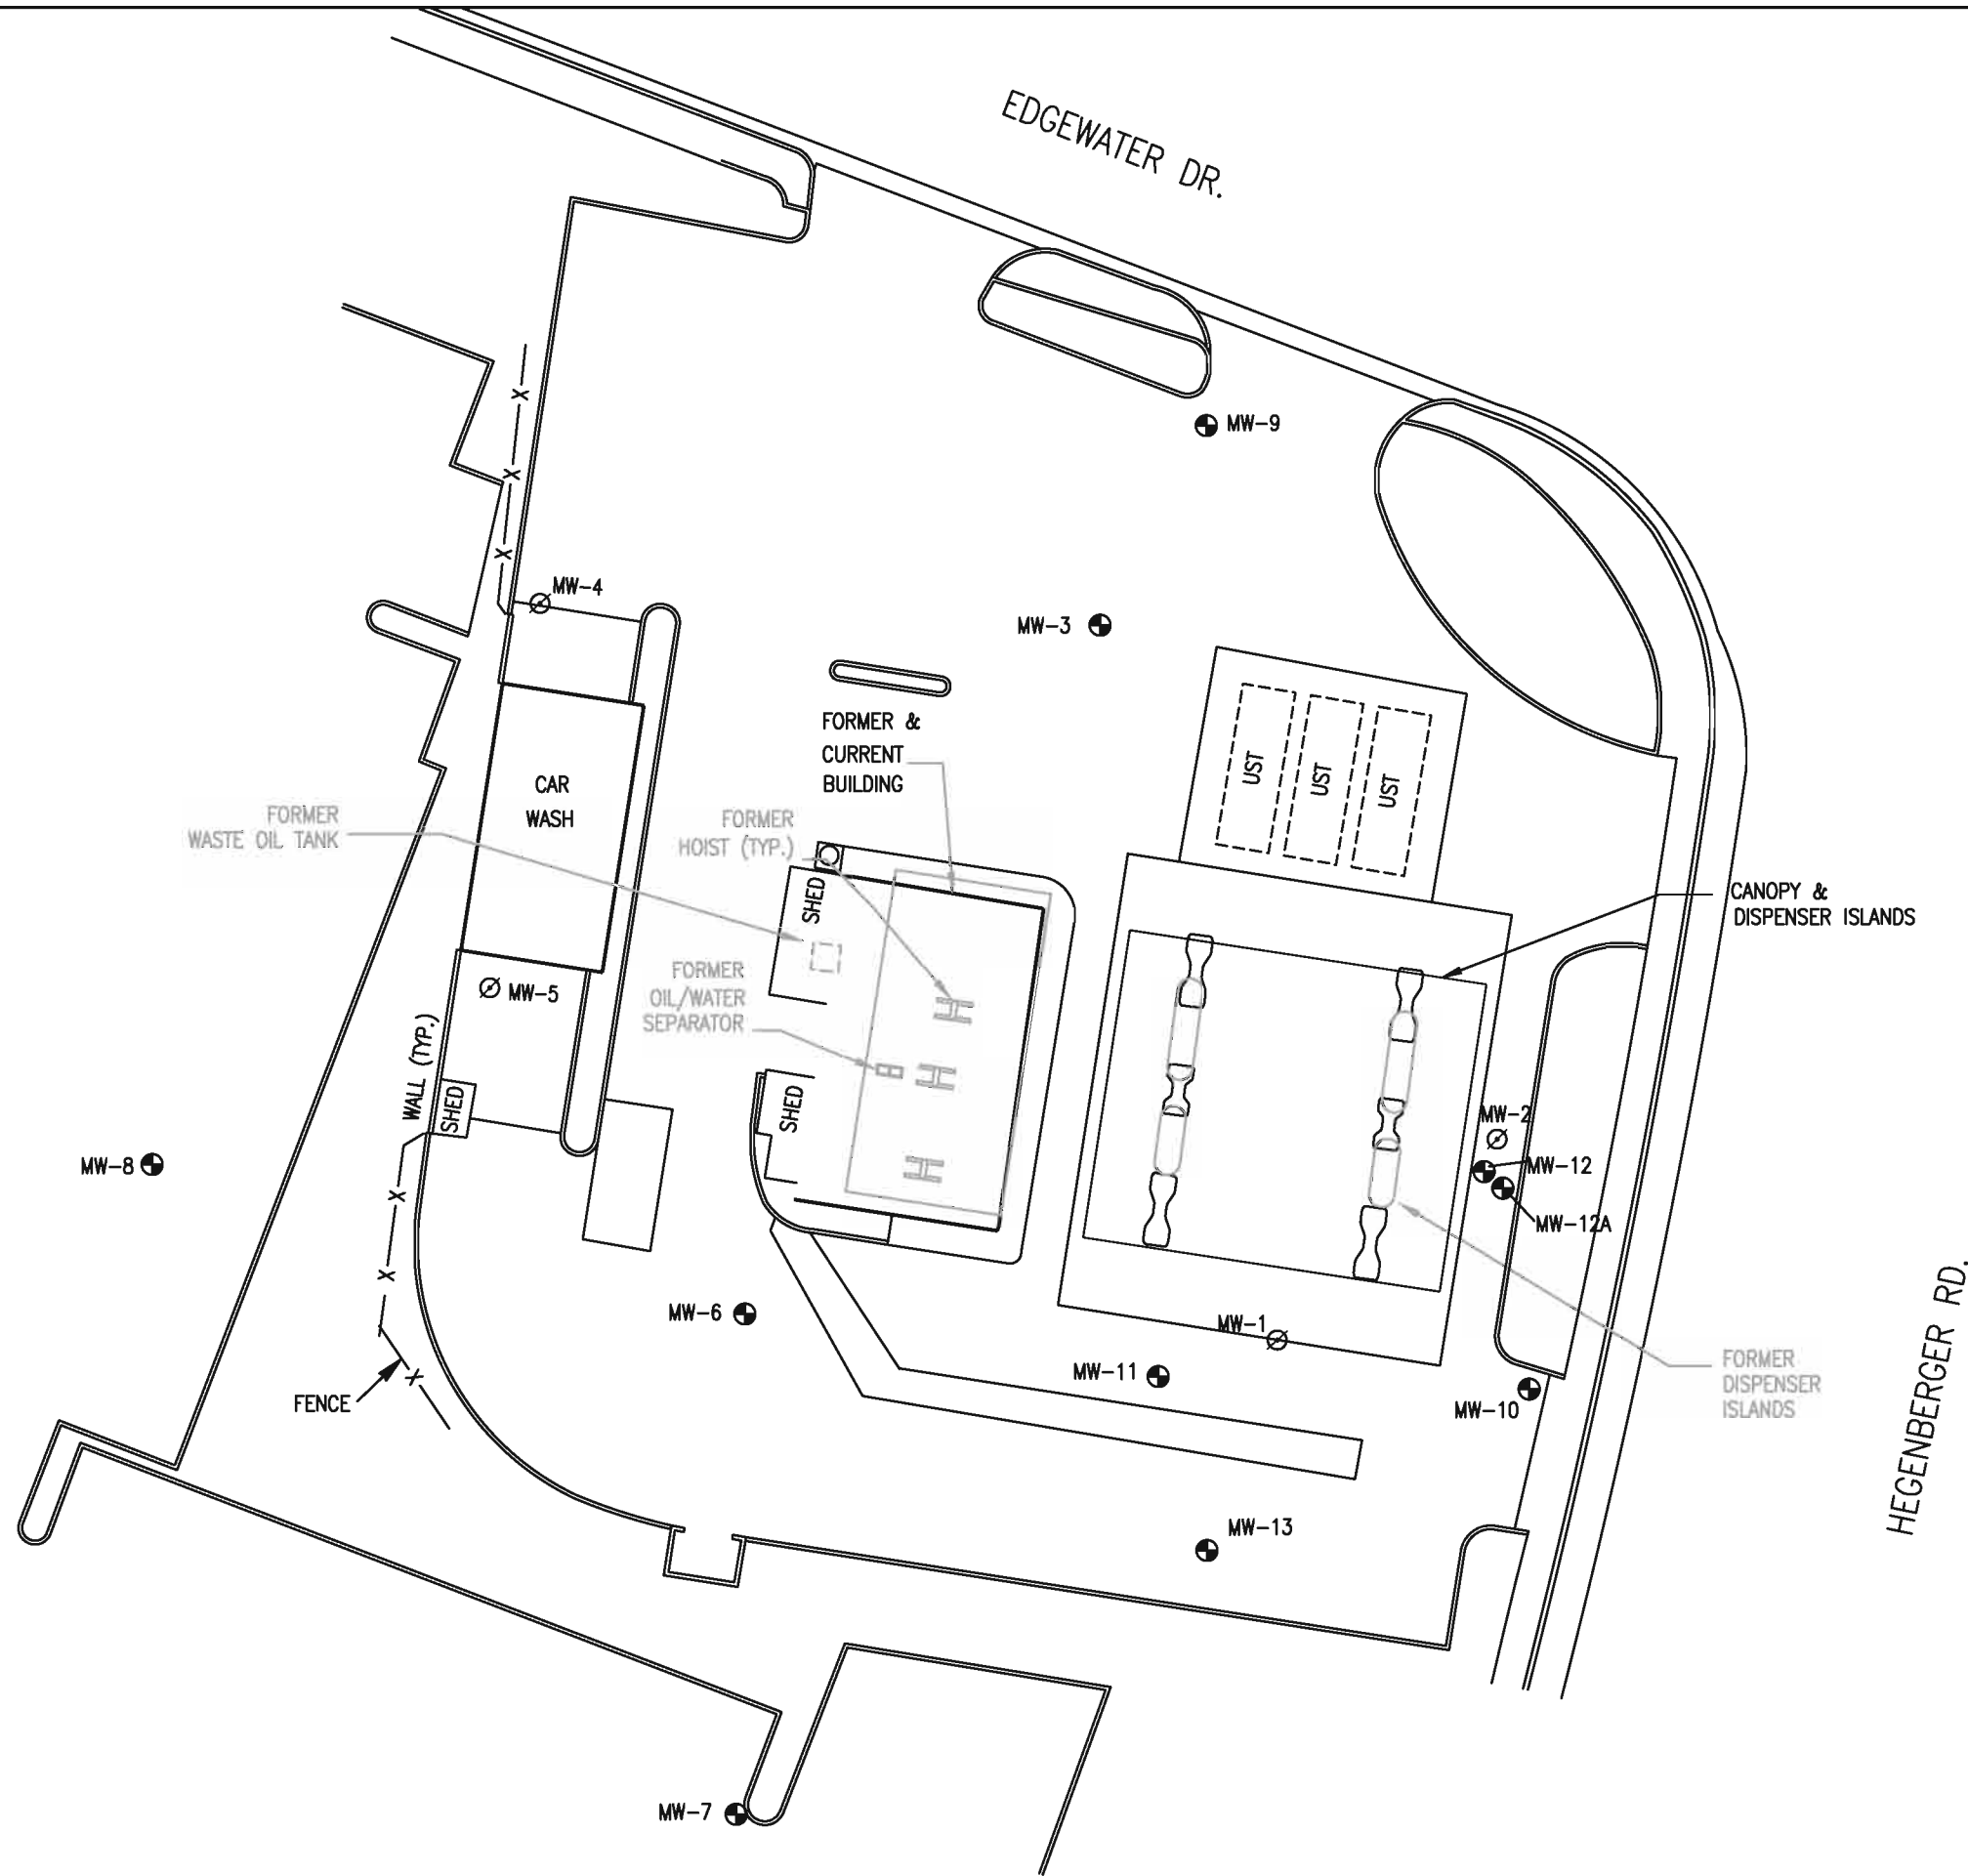 EDGEWATER DR.
MW-9
MW-4
MW-3
FORMER &
CURRENT
BUILDING
UST
UST
UST
CAR
WASH
FORMER
WASTE OIL TANK
FORMER
HOIST (TYP.)
SHED
CANOPY &
DISPENSER ISLANDS
FORMER
OIL/WATER
SEPARATOR
MW-5
WALL (TYP.)
SHED
SHED
MW-2
MW-12
MW-12A
MW-8
X
X
X
X
X
X
MW-6
MW-1
MW-11
MW-10
FENCE
FORMER
DISPENSER
ISLANDS
HEGENBERGER RD.
MW-13
MW-7